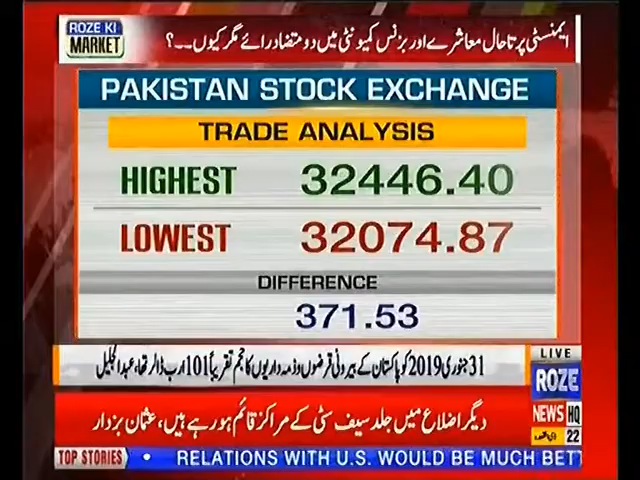 ROZE KI
MARKET
ایمنسٹی پر تاحال معاشرے اور بزنس کمیونٹی میں دو متضاد رائے مگر کیوں ..؟
PAKISTAN STOCK EXCHANGE
TRADE ANALYSIS
HIGHEST 32446.40
LOWEST 32074.87
DIFFERENCE
371.53
31 جنوری 2019 کو پاکستان کے بیرونی قرضوں و ذمہ داریوں کا حجم تقریباً 101 ارب ڈالر تھا، عبدالجلیل
LIVE
ROZE
NEWS HQ
22
دیگر اضلاع میں جلد سیف سٹی کے مراکز قائم ہو رہے ہیں، عثمان بزدار
TOP STORIES • RELATIONS WITH U.S. WOULD BE MUCH BET